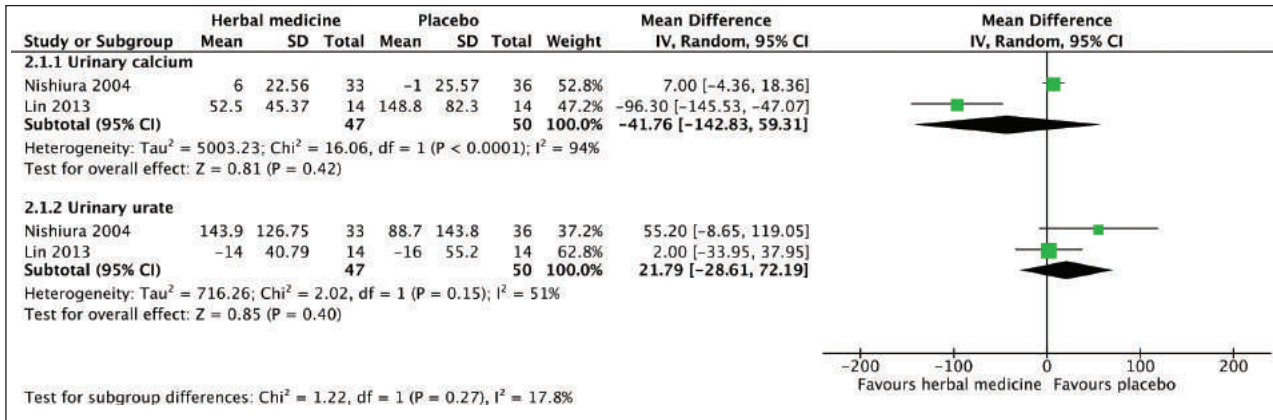 Herbal medicine Placebo Mean Difference Mean Difference
Study or Subgroup Mean SD Total Mean SD Total Weight IV, Random, 95% CI IV, Random, 95% CI
2.1.1 Urinary calcium
Nishiura 2004 6 22.56 33 −1 25.57 36 52.8% 7.00 [−4.36, 18.36]
Lin 2013 52.5 45.37 14 148.8 82.3 14 47.2% −96.30 [−145.53, −47.07]
Subtotal (95% CI) 47 50 100.0% −41.76 [−142.83, 59.31]
Heterogeneity: Tau² = 5003.23; Chi² = 16.06, df = 1 (P < 0.0001); I² = 94%
Test for overall effect: Z = 0.81 (P = 0.42)
2.1.2 Urinary urate
Nishiura 2004 143.9 126.75 33 88.7 143.8 36 37.2% 55.20 [−8.65, 119.05]
Lin 2013 −14 40.79 14 −16 55.2 14 62.8% 2.00 [−33.95, 37.95]
Subtotal (95% CI) 47 50 100.0% 21.79 [−28.61, 72.19]
Heterogeneity: Tau² = 716.26; Chi² = 2.02, df = 1 (P = 0.15); I² = 51%
Test for overall effect: Z = 0.85 (P = 0.40)
−200 −100 0 100 200
Favours herbal medicine Favours placebo
Test for subgroup differences: Chi² = 1.22, df = 1 (P = 0.27), I² = 17.8%